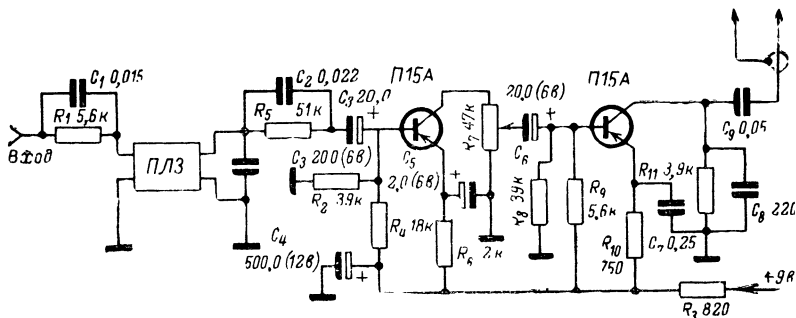 C₁ 0,015
R₁ 5,6к
Вход
ПЛЗ
C₂ 0,022
R₅
51к
C₃ 20,0
П15А
C₃ 200 (6в)
R₂ 3.9к
C₅
2,0 (6в)
R₄ 18к
C₄
500,0 (12в)
R₆ 2к
R₇ 47к
20,0 (6в)
C₆
R₈ 39к
R₉
5,6к
П15А
R₁₀
750
R₁₁ 3,9к
C₇ 0,25
C₉ 0,05
C₈ 220
R₃ 820
+9в